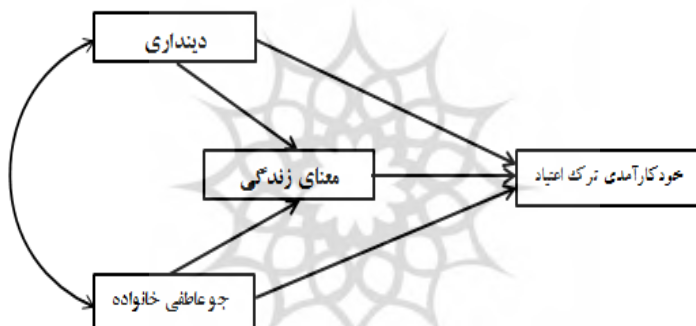 دینداری
معنای زندگی
خودکارآمدی ترک اعتیاد
جو عاطفی خانواده